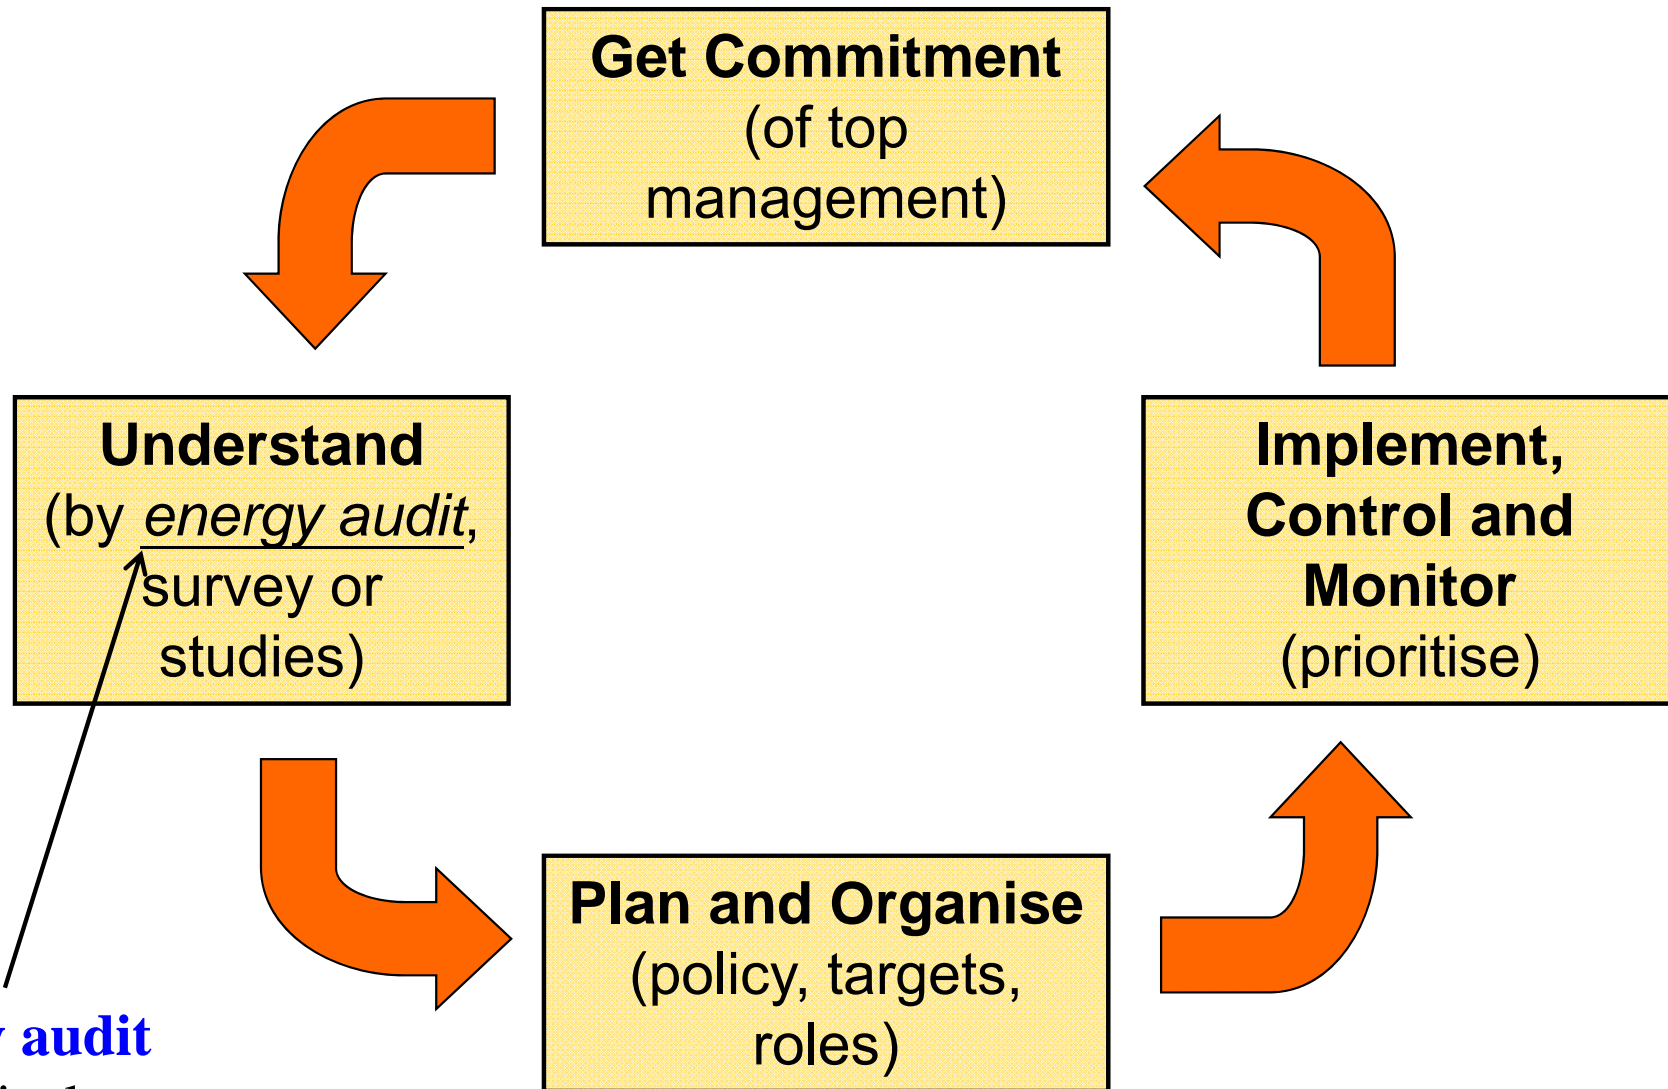 Get Commitment
(of top
management)
Understand
(by energy audit,
survey or
studies)
Implement,
Control and
Monitor
(prioritise)
Plan and Organise
(policy, targets,
roles)
audit